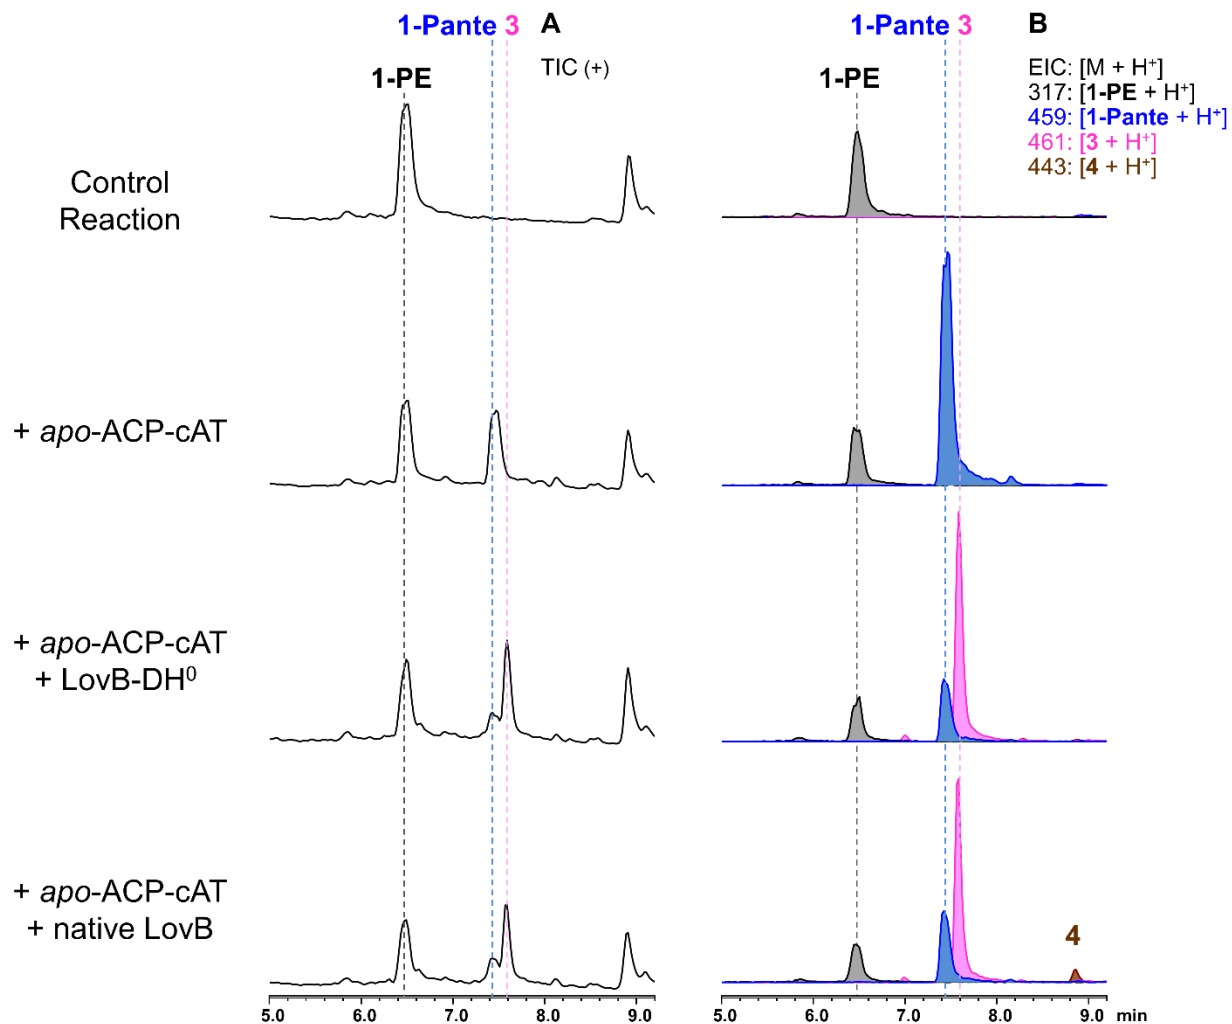 1-Pante 3 A
TIC (+)
1-PE
1-Pante 3 B
1-PE
EIC: [M + H⁺]
317: [1-PE + H⁺]
459: [1-Pante + H⁺]
461: [3 + H⁺]
443: [4 + H⁺]
Control
Reaction
+ apo-ACP-cAT
+ apo-ACP-cAT
+ LovB-DH⁰
+ apo-ACP-cAT
+ native LovB
4
5.0 6.0 7.0 8.0 9.0
5.0 6.0 7.0 8.0 9.0 min